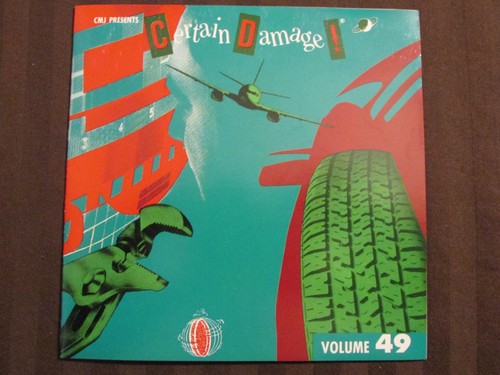 CMJ PRESENTS
Certain Damage!
3 4 5
VOLUME 49